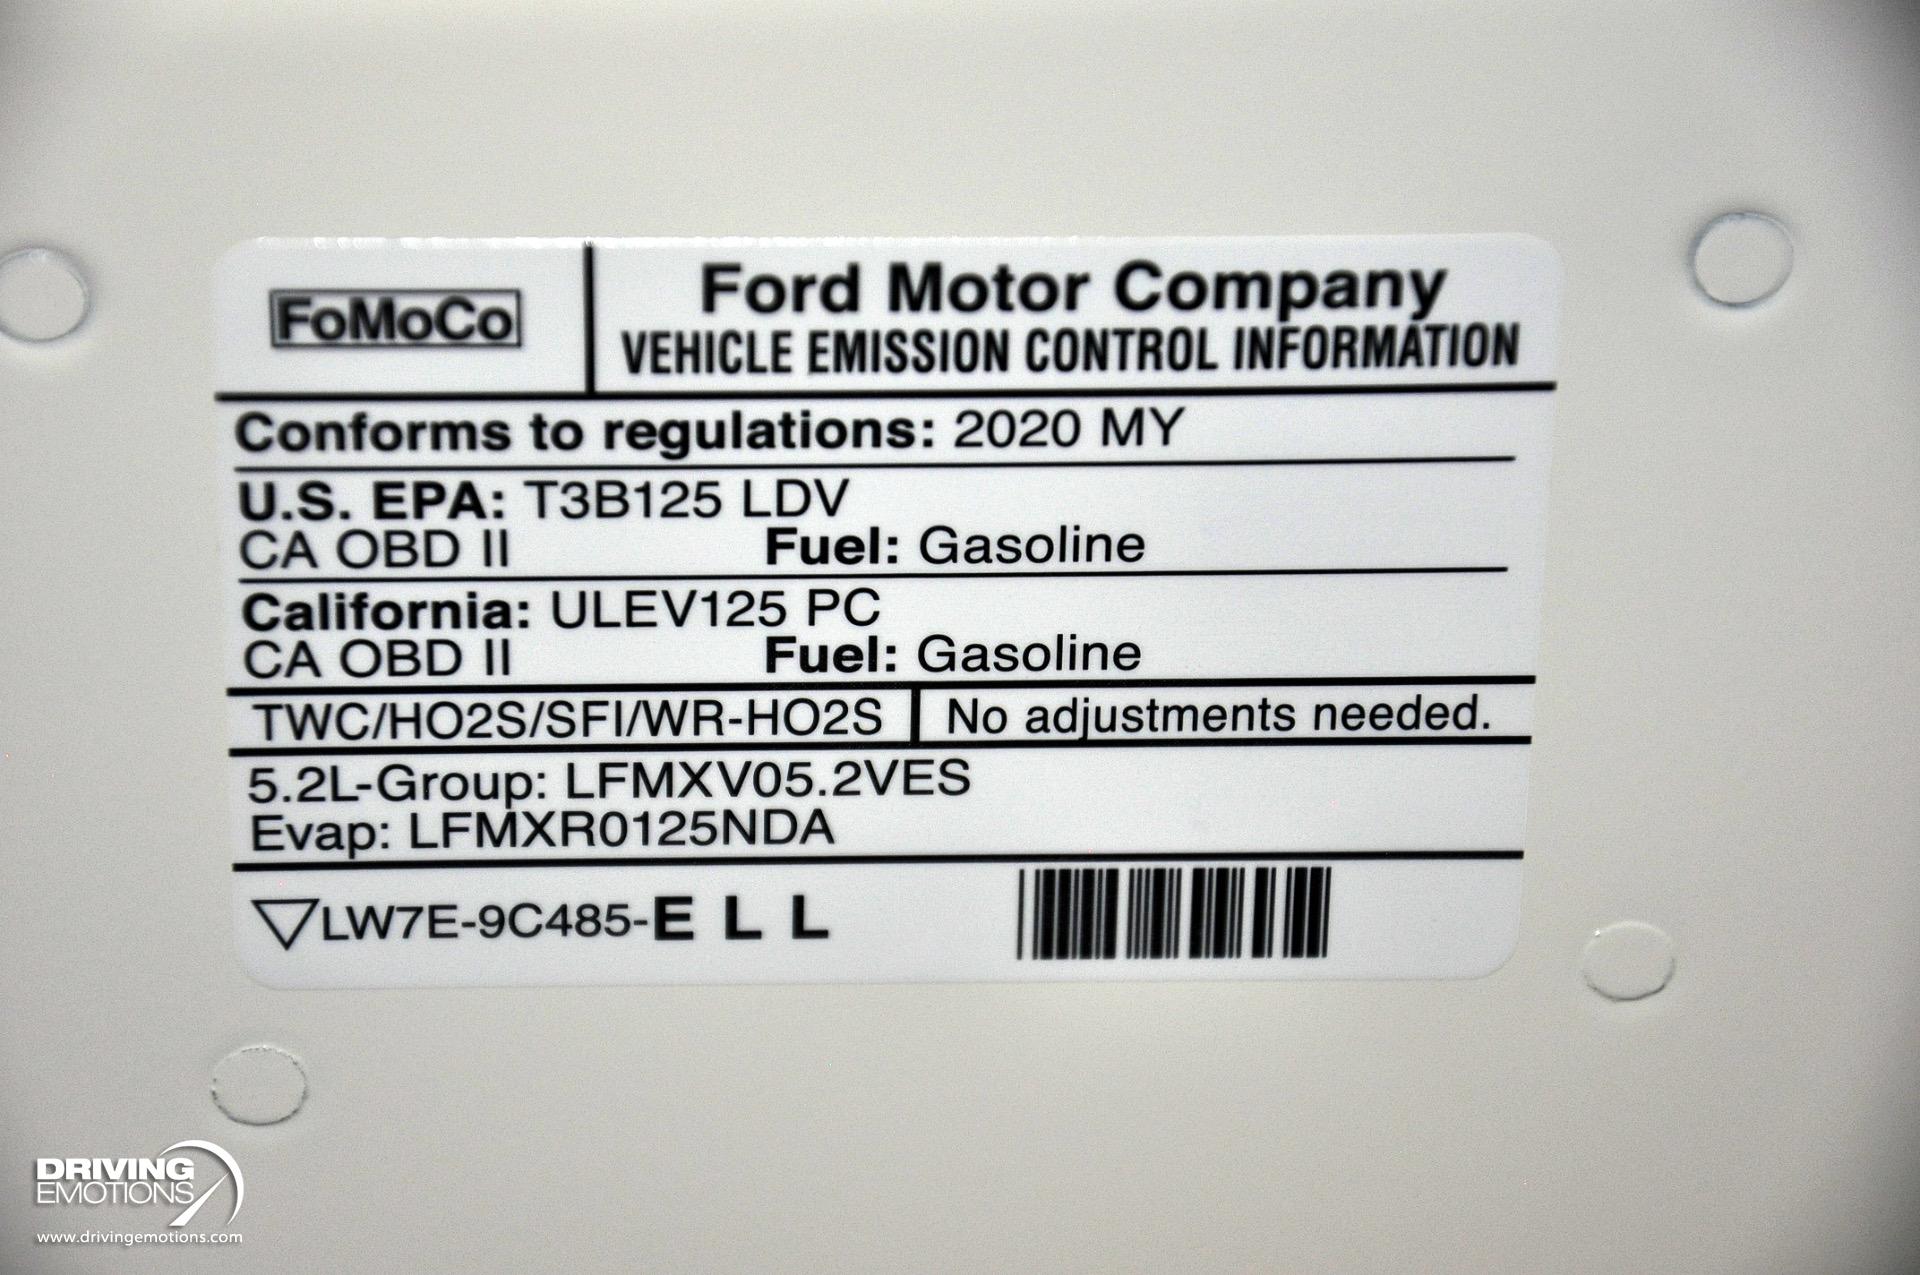 FoMoCo
Ford Motor Company
VEHICLE EMISSION CONTROL INFORMATION
Conforms to regulations: 2020 MY
U.S. EPA: T3B125 LDV
CA OBD II Fuel: Gasoline
California: ULEV125 PC
CA OBD II Fuel: Gasoline
TWC/HO2S/SFI/WR-HO2S No adjustments needed.
5.2L-Group: LFMXV05.2VES
Evap: LFMXR0125NDA
LW7E-9C485-E L L
DRIVING
EMOTIONS
www.drivingemotions.com